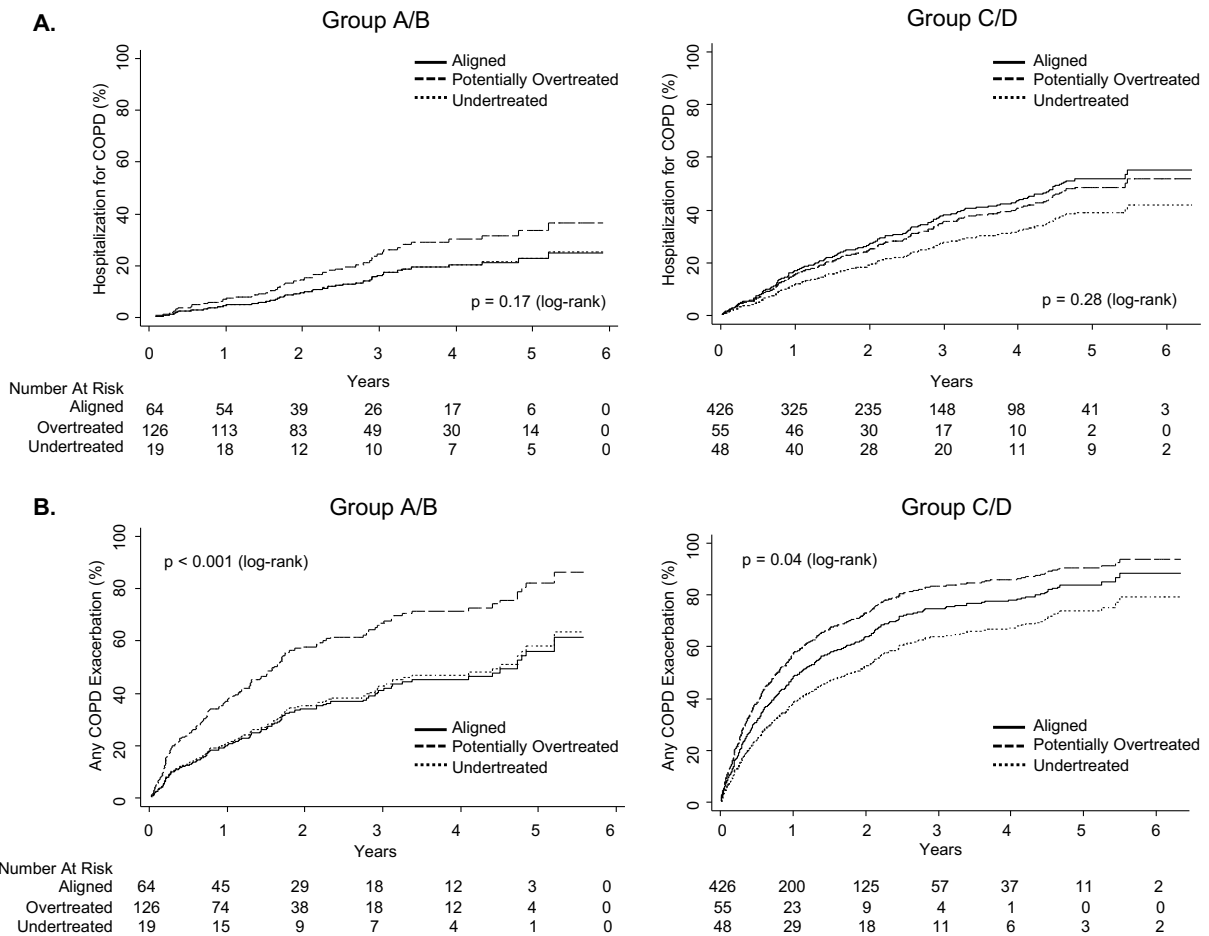 A.
Group A/B
Hospitalization for COPD (%)
0 20 40 60 80 100
Aligned
Potentially Overtreated
Undertreated
p = 0.17 (log-rank)
0 1 2 3 4 5 6
Years
Number At Risk
Aligned 64 54 39 26 17 6 0
Overtreated 126 113 83 49 30 14 0
Undertreated 19 18 12 10 7 5 0
Group C/D
Hospitalization for COPD (%)
0 20 40 60 80 100
Aligned
Potentially Overtreated
Undertreated
p = 0.28 (log-rank)
0 1 2 3 4 5 6
Years
426 325 235 148 98 41 3
55 46 30 17 10 2 0
48 40 28 20 11 9 2
B.
Group A/B
Any COPD Exacerbation (%)
0 20 40 60 80 100
p < 0.001 (log-rank)
Aligned
Potentially Overtreated
Undertreated
0 1 2 3 4 5 6
Years
Number At Risk
Aligned 64 45 29 18 12 3 0
Overtreated 126 74 38 18 12 4 0
Undertreated 19 15 9 7 4 1 0
Group C/D
Any COPD Exacerbation (%)
0 20 40 60 80 100
p = 0.04 (log-rank)
Aligned
Potentially Overtreated
Undertreated
0 1 2 3 4 5 6
Years
426 200 125 57 37 11 2
55 23 9 4 1 0 0
48 29 18 11 6 3 2